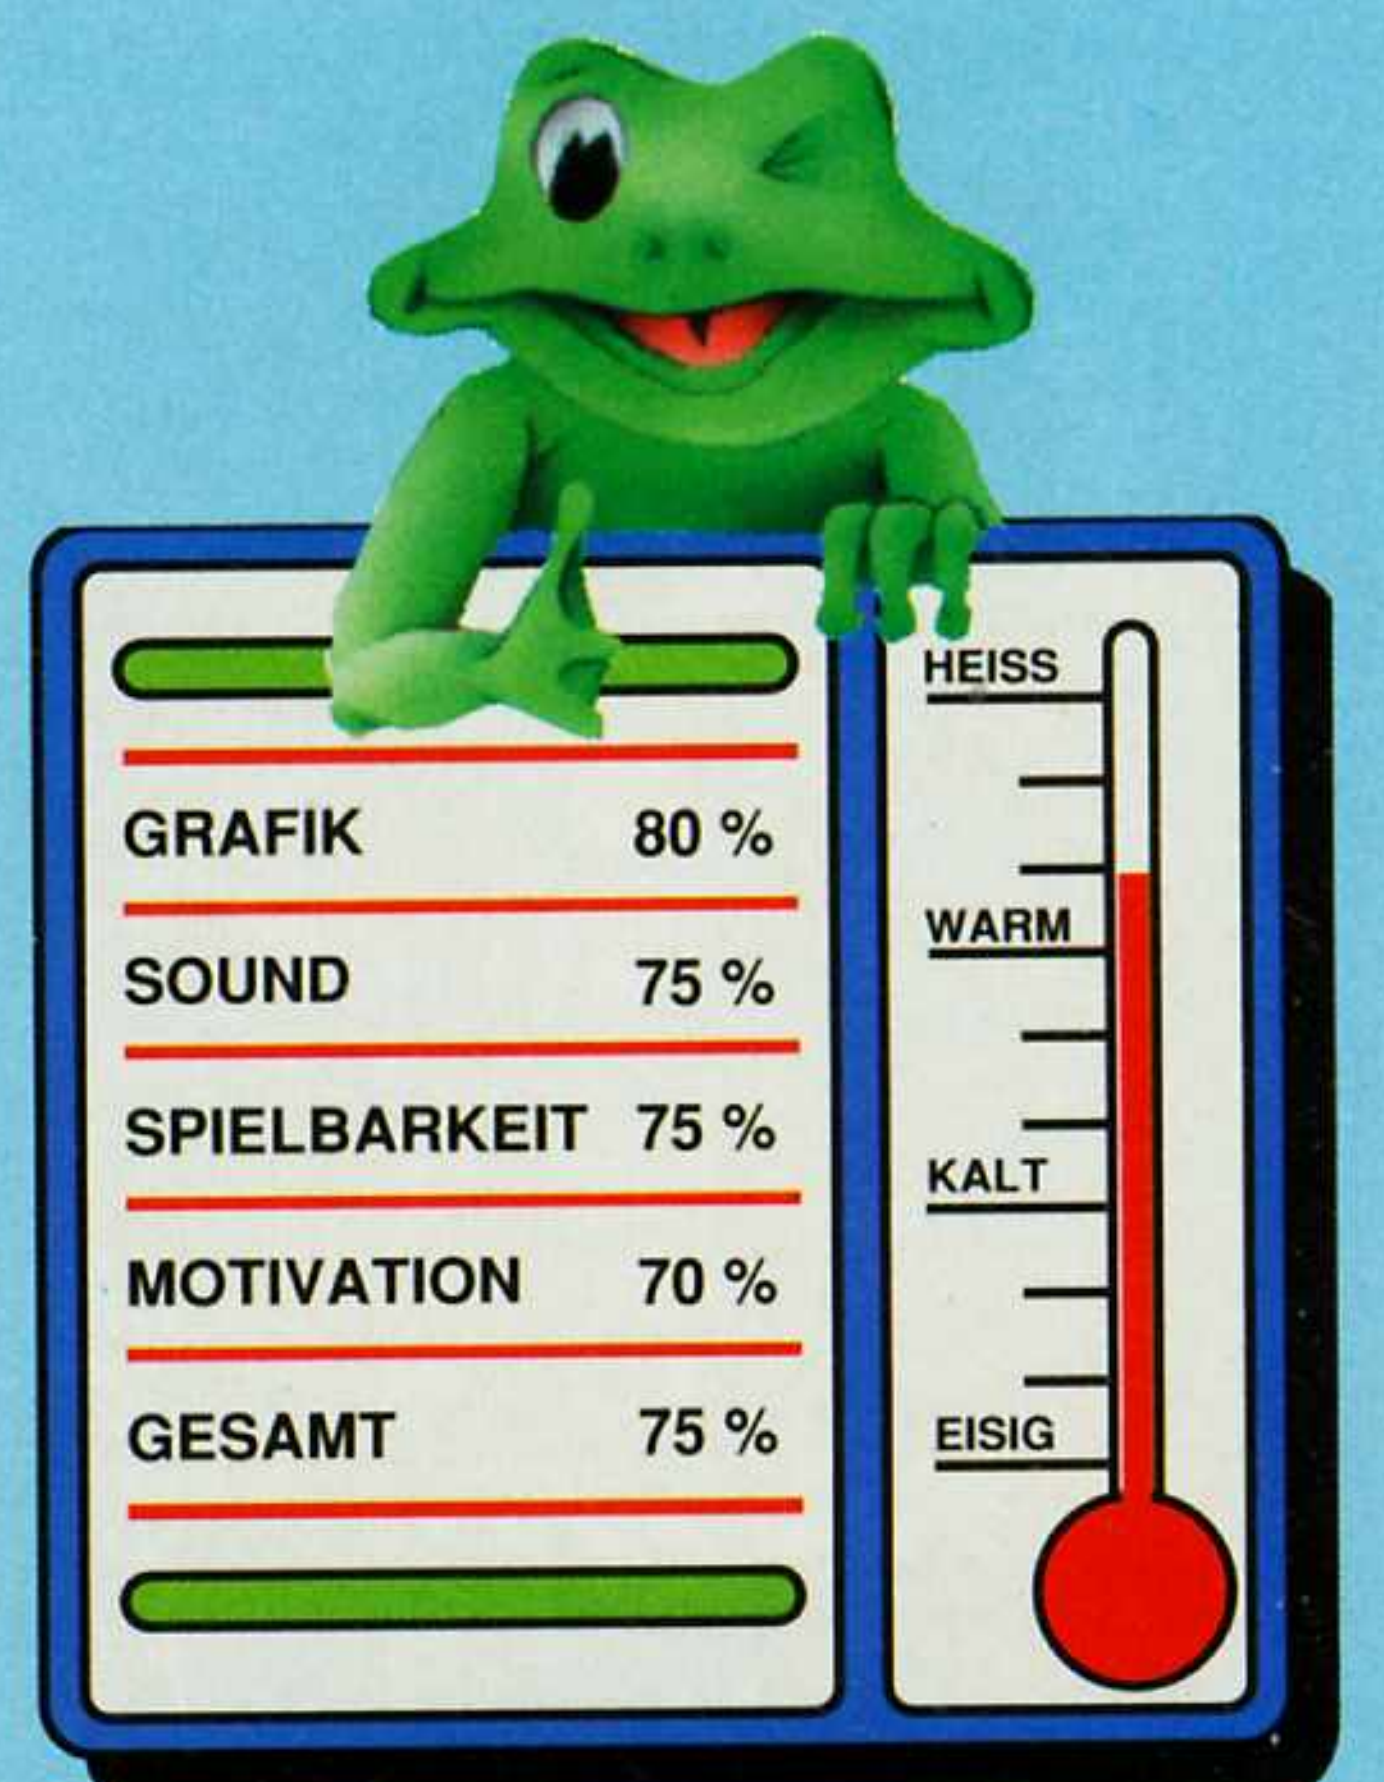 GRAFIK 80 %
SOUND 75 %
SPIELBARKEIT 75 %
MOTIVATION 70 %
GESAMT 75 %
HEISS
WARM
KALT
EISIG